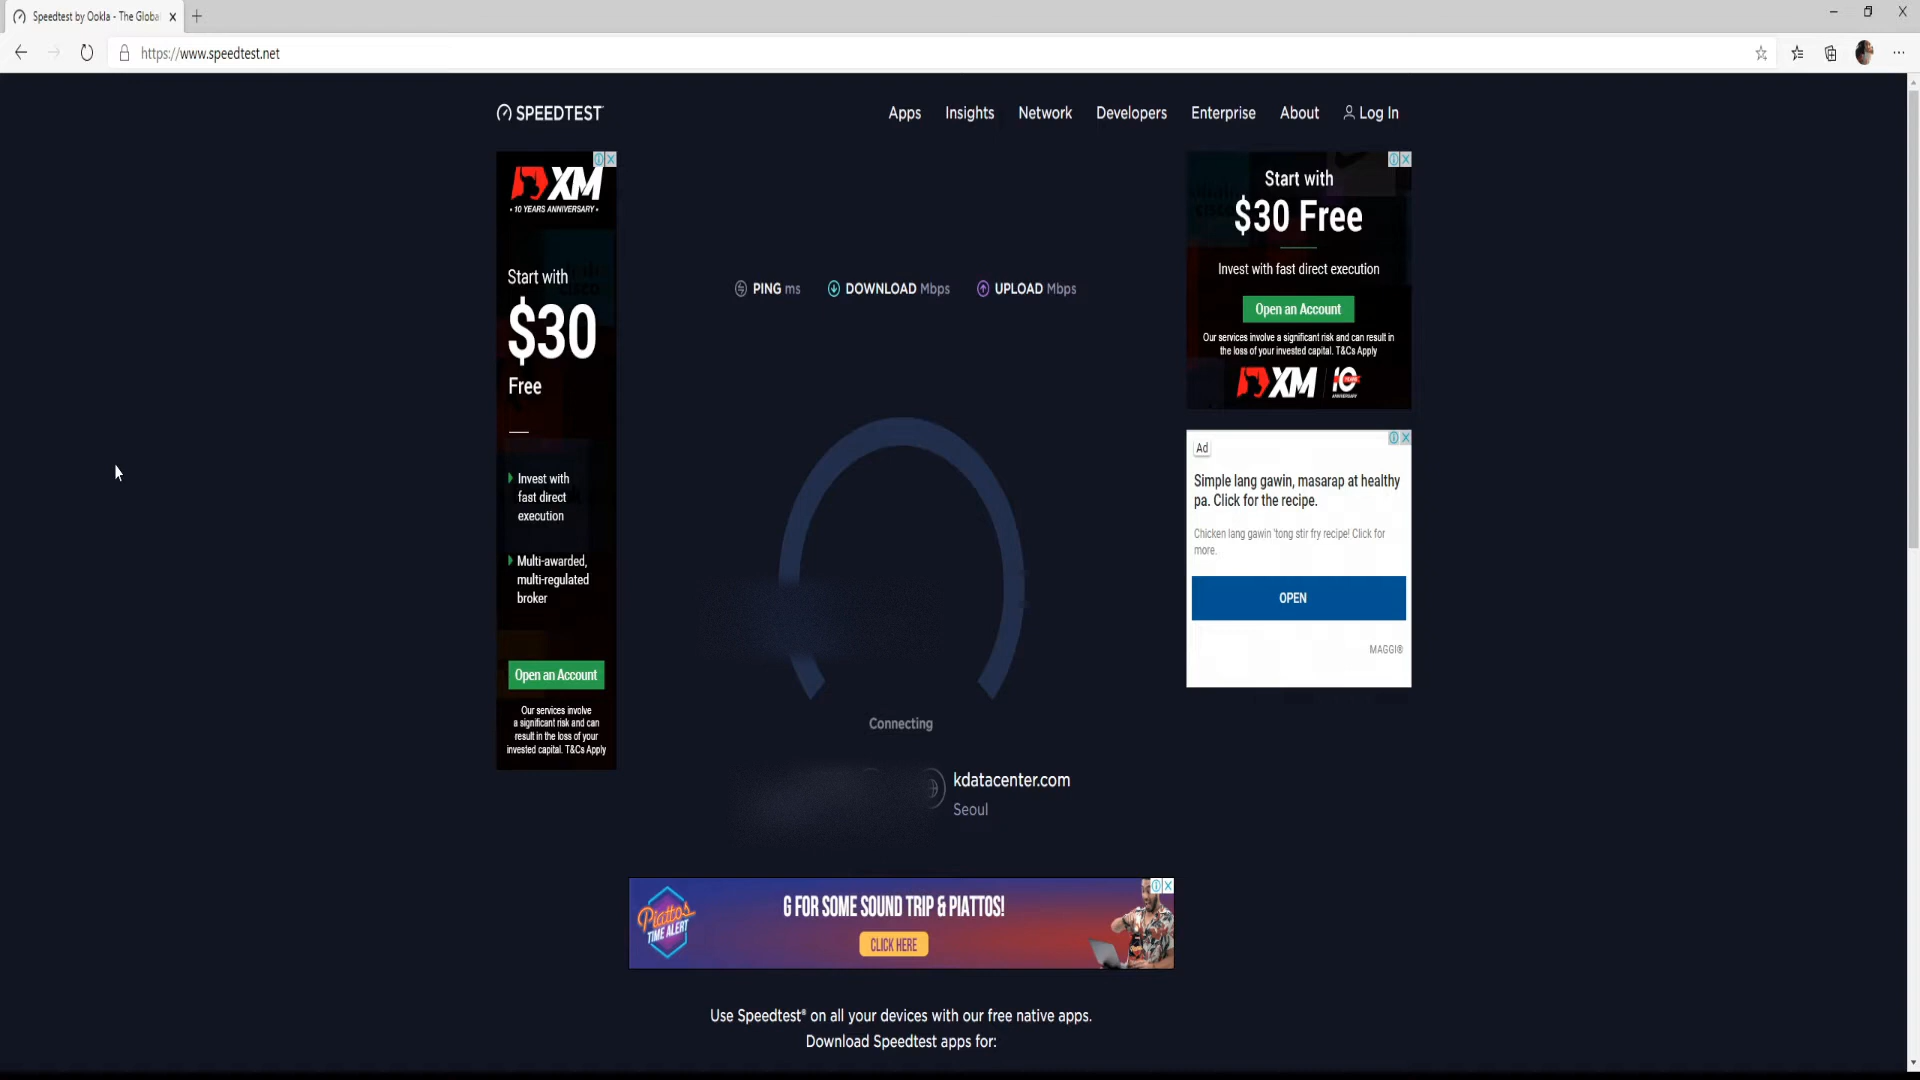 Speedtest by Ookla - The Globa
https://www.speedtest.net
SPEEDTEST
Apps
Insights
Network
Developers
Enterprise
About
Log In
XM
• 10 YEARS ANNIVERSARY •
Start with
$30
Free
Invest with
fast direct
execution
Multi-awarded,
multi-regulated
broker
Open an Account
Our services involve
a significant risk and can
result in the loss of your
invested capital. T&Cs Apply
PING ms
DOWNLOAD Mbps
UPLOAD Mbps
Connecting
kdatacenter.com
Seoul
Start with
$30 Free
Invest with fast direct execution
Open an Account
Our services involve a significant risk and can result in
the loss of your invested capital. T&Cs Apply
XM
10
YEARS
ANNIVERSARY
Ad
Simple lang gawin, masarap at healthy
pa. Click for the recipe.
Chicken lang gawin 'tong stir fry recipe! Click for
more.
OPEN
MAGGI®
Piattos
TIME ALERT
G FOR SOME SOUND TRIP & PIATTOS!
CLICK HERE
Use Speedtest® on all your devices with our free native apps.
Download Speedtest apps for: